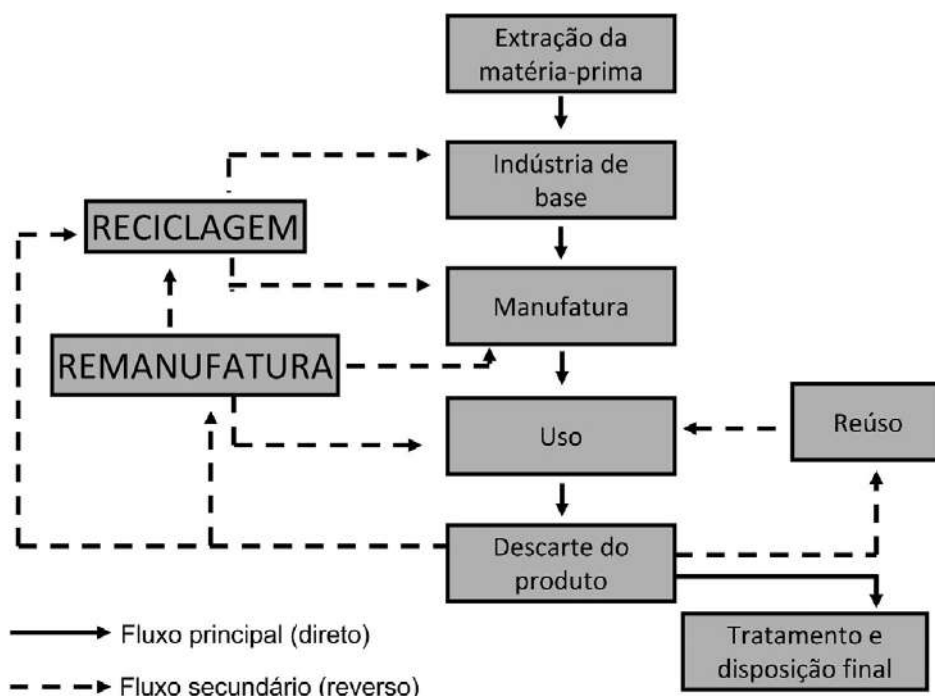 Extração da
matéria-prima
Indústria de
base
RECICLAGEM
Manufatura
REMANUFATURA
Uso
Reúso
Descarte do
produto
Fluxo principal (direto)
Tratamento e
disposição final
Fluxo secundário (reverso)